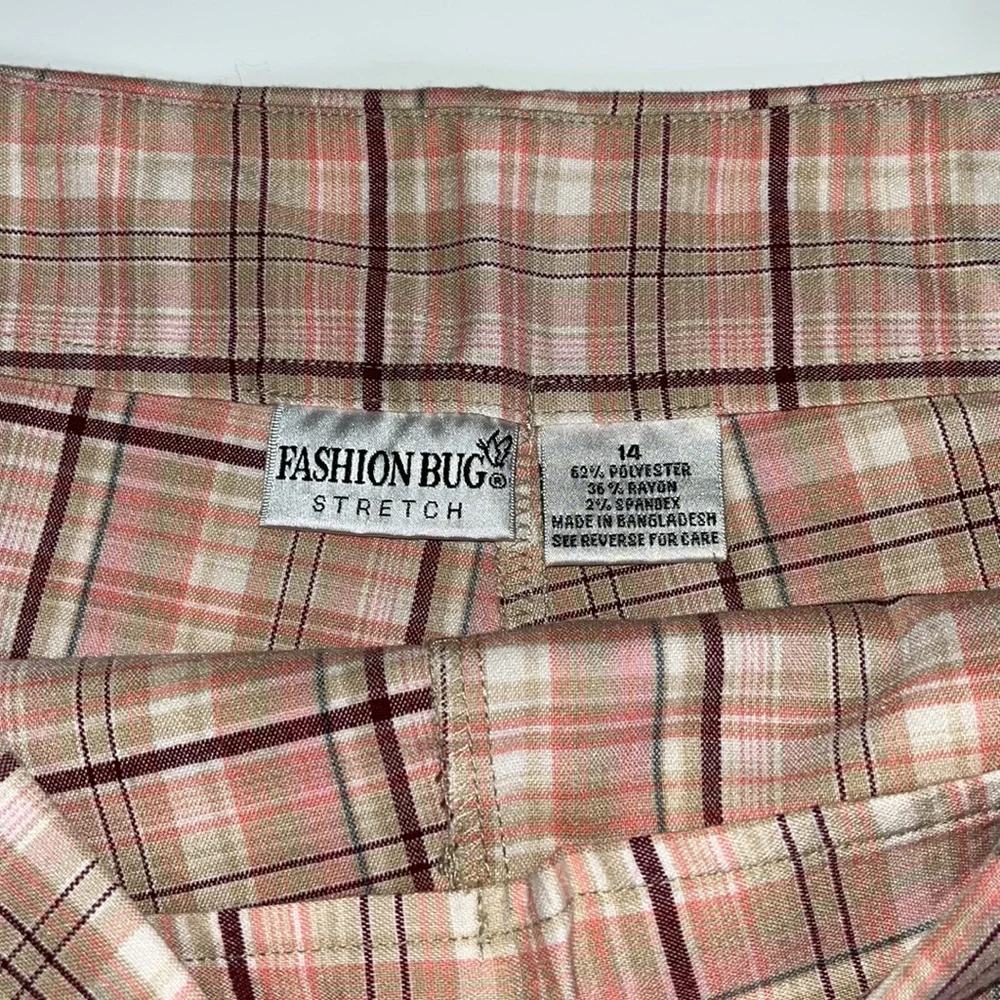 FASHION BUG®
STRETCH
14
62% POLYESTER
36% RAYON
2% SPANDEX
MADE IN BANGLADESH
SEE REVERSE FOR CARE